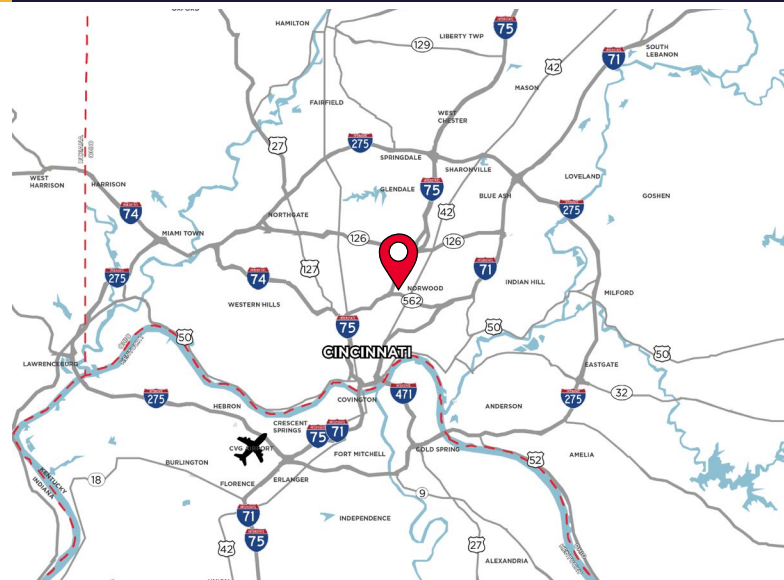 HAMILTON
LIBERTY TWP
75
129
42
71
SOUTH
LEBANON
MASON
FAIRFIELD
WEST
CHESTER
27
275
SPRINGDALE
SHARONVILLE
INDIANA
OHIO
WEST
HARRISON
HARRISON
GLENDALE
75
BLUE ASH
LOVELAND
GOSHEN
74
42
275
NORTHGATE
MIAMI TOWN
126
126
127
71
275
74
INDIAN HILL
NORWOOD
562
MILFORD
WESTERN HILLS
75
50
50
50
CINCINNATI
LAWRENCEBURG
EASTGATE
32
275
471
275
COVINGTON
HEBRON
ANDERSON
CRESCENT
SPRINGS
75
71
CVG AIRPORT
FORT MITCHELL
COLD SPRING
AMELIA
52
BURLINGTON
18
KENTUCKY
INDIANA
FLORENCE
ERLANGER
9
71
INDEPENDENCE
75
42
27
ALEXANDRIA